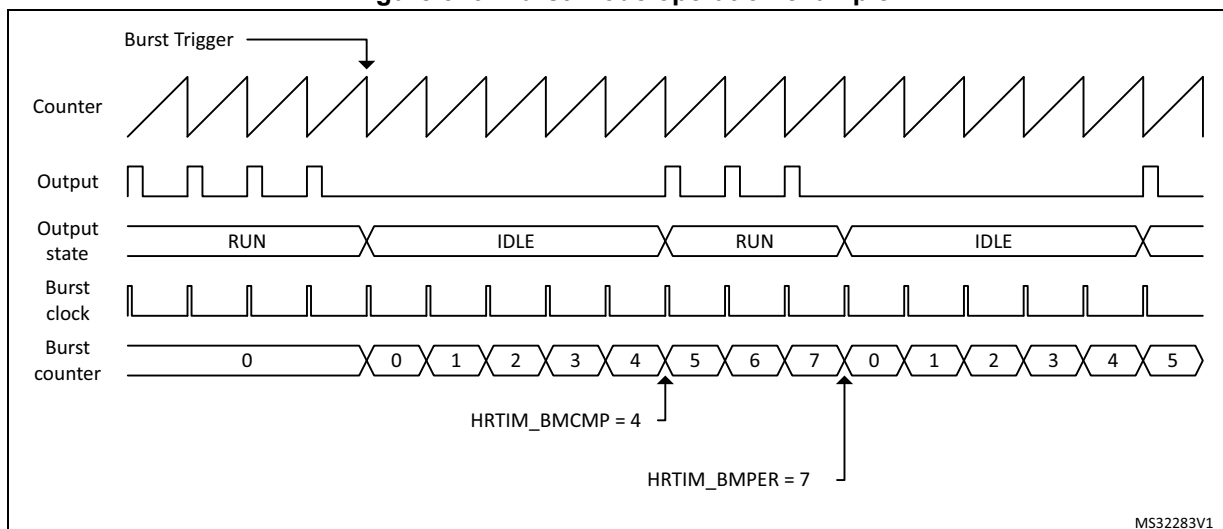 Burst Trigger
Counter
Output
Output
state
RUN
IDLE
RUN
IDLE
Burst
clock
Burst
counter
0
0
1
2
3
4
5
6
7
0
1
2
3
4
5
HRTIM_BMCMP = 4
HRTIM_BMPER = 7
MS32283V1